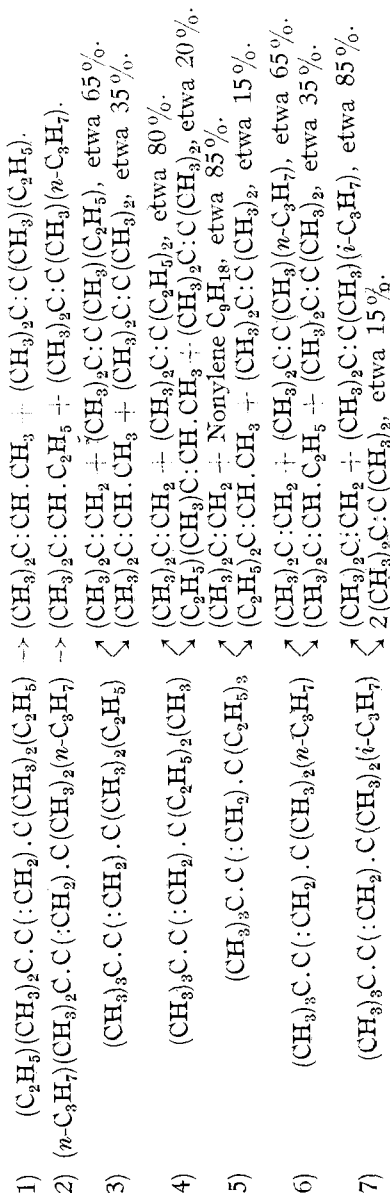 1) (C₂H₅)(CH₃)₂C·C(:CH₂).C(CH₃)₂(C₂H₅) → (CH₃)₂C:CH.CH₃ + (CH₃)₂C:C(CH₃)(C₂H₅).
2) (n-C₃H₇)(CH₃)₂C·C(:CH₂).C(CH₃)₂(n-C₃H₇) → (CH₃)₂C:CH.C₂H₅ + (CH₃)₂C:C(CH₃)(n-C₃H₇).
(CH₃)₂C:CH₂ + (CH₃)₂C:C(CH₃)(C₂H₅), etwa 65%.
3) (CH₃)₃C·C(:CH₂).C(CH₃)₂(C₂H₅)
(CH₃)₂C:CH.CH₃ + (CH₃)₂C:C(CH₃)₂, etwa 35%.
(CH₃)₂C:CH₂ + (CH₃)₂C:C(C₂H₅)₂, etwa 80%.
4) (CH₃)₃C·C(:CH₂).C(C₂H₅)₂(CH₃)
(C₂H₅)(CH₃)C:CH.CH₃ + (CH₃)₂C:C(CH₃)₂, etwa 20%.
(CH₃)₂C:CH₂ + Nonylene C₉H₁₈, etwa 85%.
5) (CH₃)₃C·C(:CH₂).C(C₂H₅)₃
(C₂H₅)₂C:CH.CH₃ + (CH₃)₂C:C(CH₃)₂, etwa 15%.
(CH₃)₂C:CH₂ + (CH₃)₂C:C(CH₃)(n-C₃H₇), etwa 65%.
6) (CH₃)₃C·C(:CH₂).C(CH₃)₂(n-C₃H₇)
(CH₃)₂C:CH.C₂H₅ + (CH₃)₂C:C(CH₃)₂, etwa 35%.
(CH₃)₂C:CH₂ + (CH₃)₂C:C(CH₃)(i-C₃H₇), etwa 85%.
7) (CH₃)₃C·C(:CH₂).C(CH₃)₂(i-C₃H₇)
2(CH₃)₂C:C(CH₃)₂, etwa 15%.